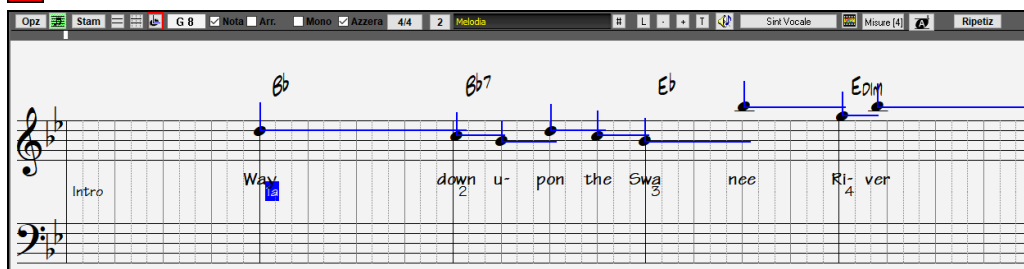 Opz Stam G 8 Nota Arr. Mono Azzera 4/4 2 Melodia # L - + T Sint Vocale Misure [4] A Ripetiz
Bb Bb7 Eb EDIM
Way down u- pon the Swa nee Ri- ver
Intro 1a 2 3 4